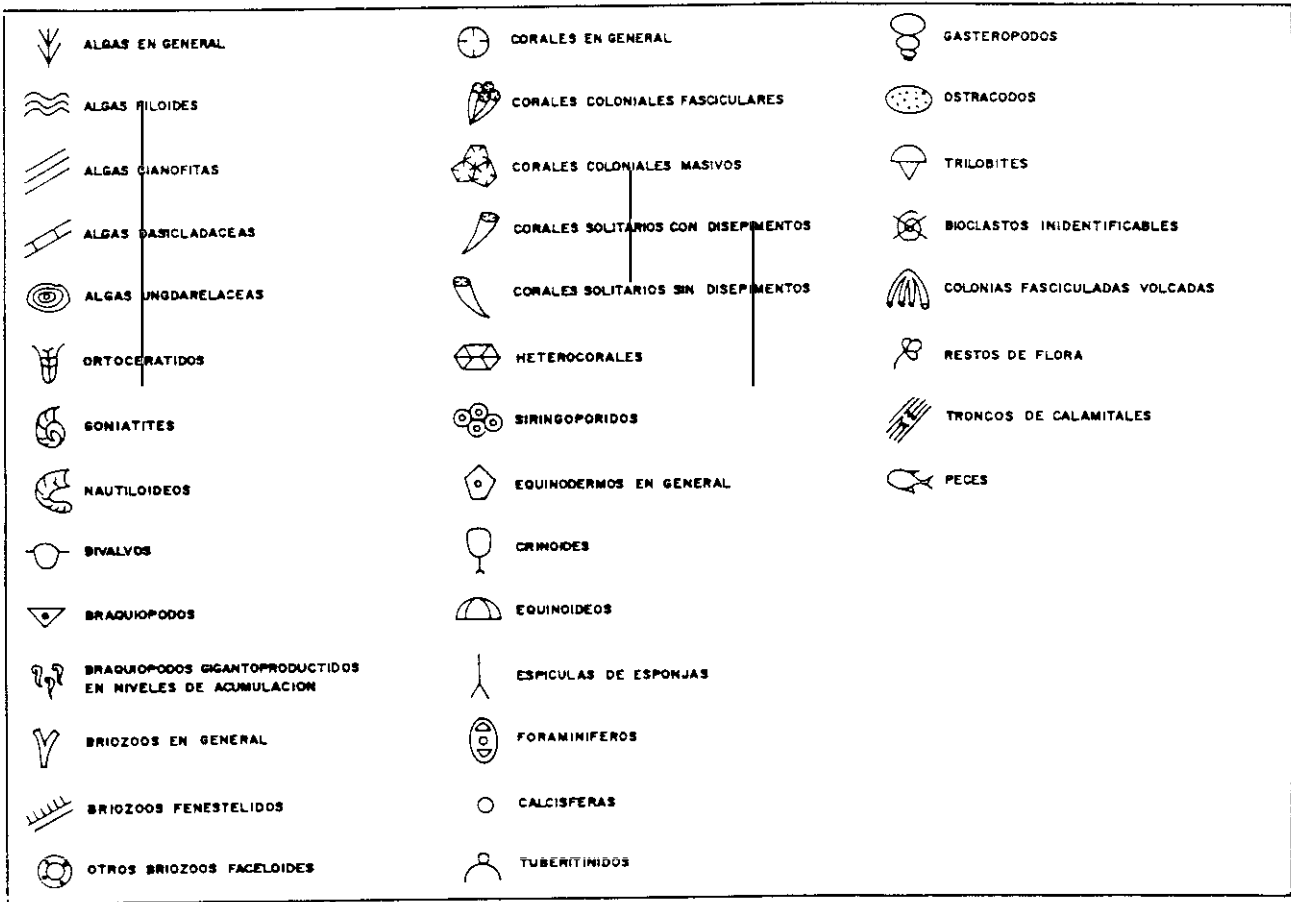 ALGAS EN GENERAL
ALGAS FILOIDES
ALGAS CIANOFITAS
ALGAS DASICLADACEAS
ALGAS UNGDARELACEAS
ORTOCERATIDOS
GONIATITES
NAUTILOIDEOS
BIVALVOS
BRAQUIOPODOS
BRAQUIOPODOS GIGANTOPRODUCTIDOS
EN NIVELES DE ACUMULACION
BRIOZOOS EN GENERAL
BRIOZOOS FENESTELIDOS
OTROS BRIOZOOS FACELOIDES
CORALES EN GENERAL
CORALES COLONIALES FASCICULARES
CORALES COLONIALES MASIVOS
CORALES SOLITARIOS CON DISEPIMENTOS
CORALES SOLITARIOS SIN DISEPIMENTOS
HETEROCORALES
SIRINGOPORIDOS
EQUINODERMOS EN GENERAL
CRINOIDES
EQUINOIDEOS
ESPICULAS DE ESPONJAS
FORAMINIFEROS
CALCISFERAS
TUBERITINIDOS
GASTEROPODOS
OSTRACODOS
TRILOBITES
BIOCLASTOS INIDENTIFICABLES
COLONIAS FASCICULADAS VOLCADAS
RESTOS DE FLORA
TRONCOS DE CALAMITALES
PECES